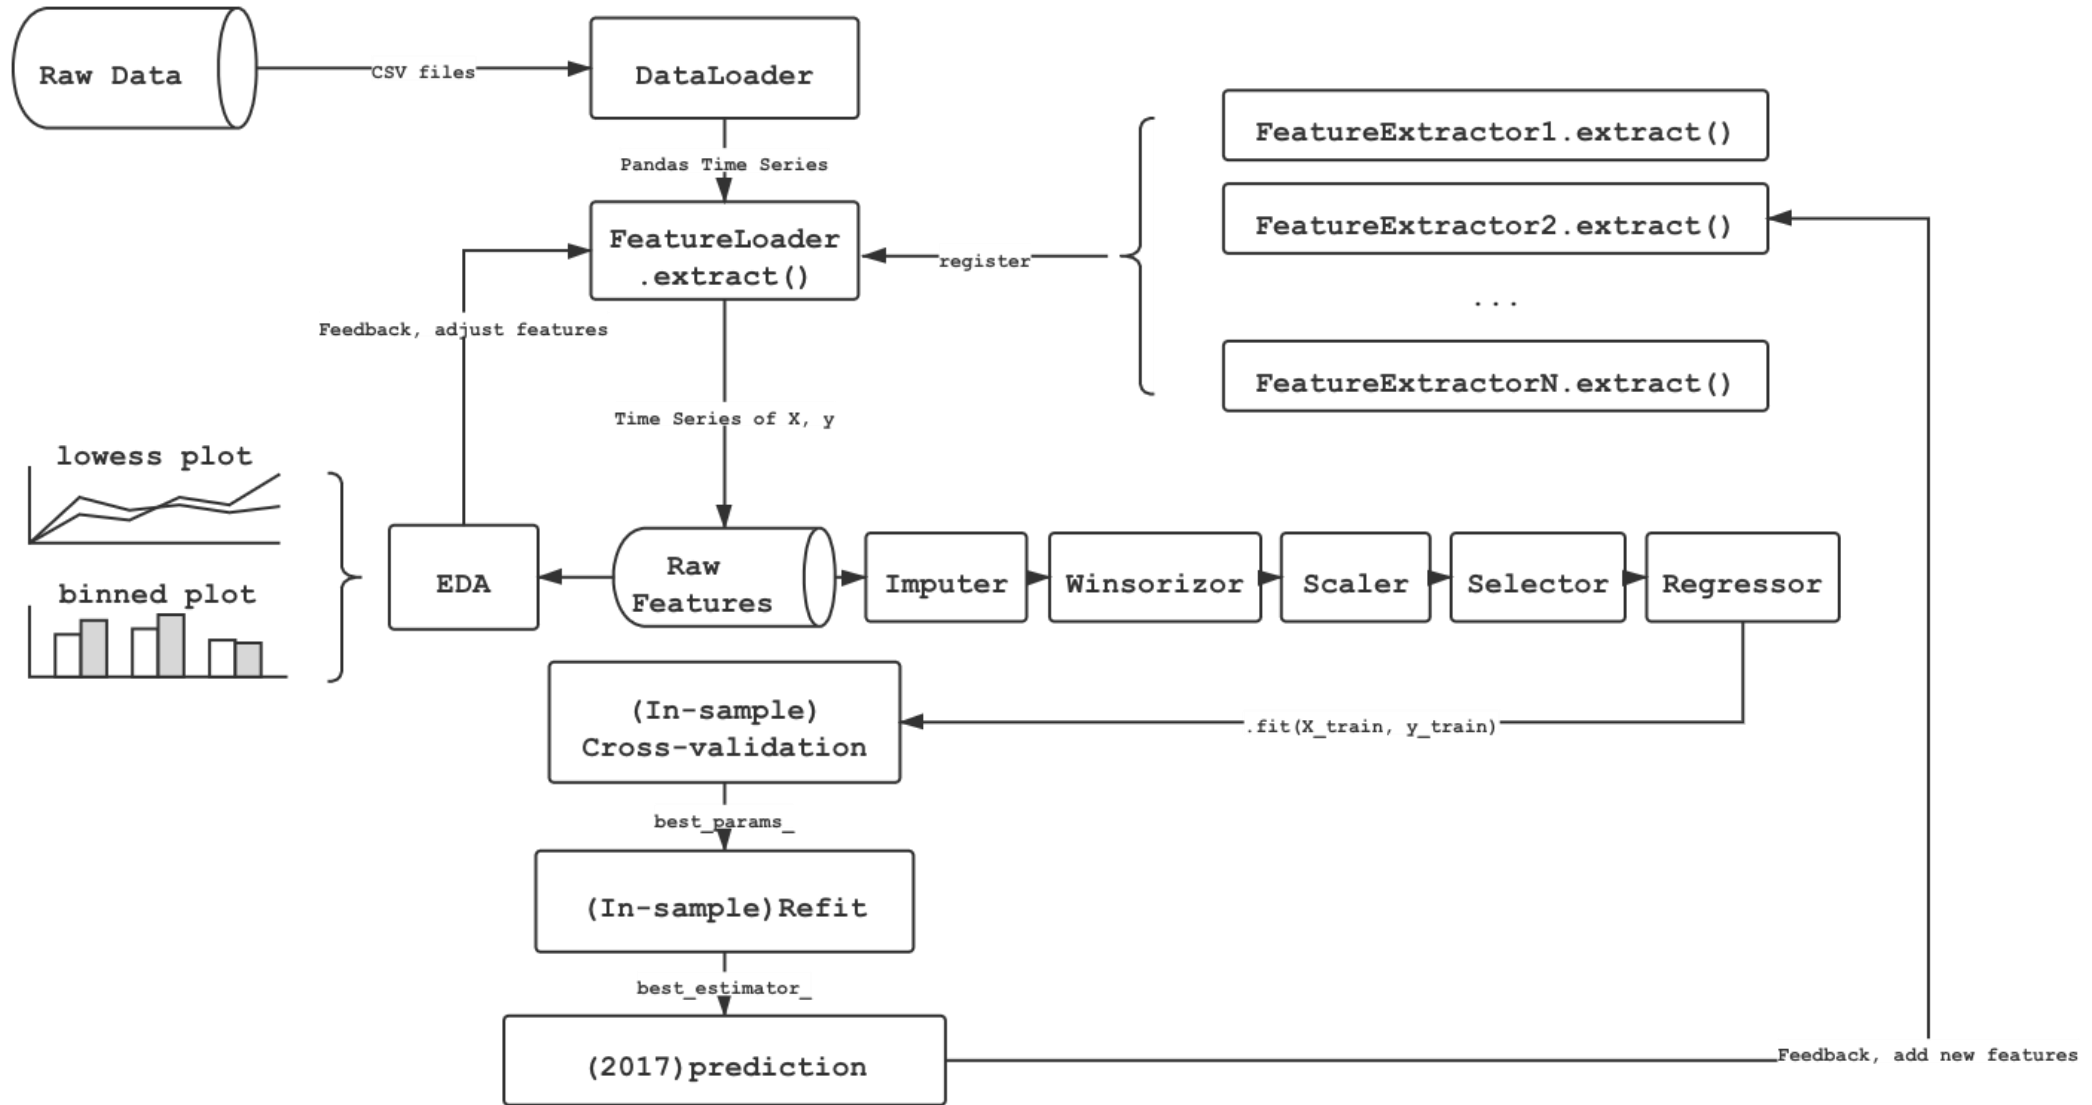 Raw Data
CSV files
DataLoader
Pandas Time Series
FeatureExtractor1.extract()
FeatureExtractor2.extract()
...
FeatureExtractorN.extract()
FeatureLoader
.extract()
register
Feedback, adjust features
Time Series of X, y
lowess plot
binned plot
EDA
Raw
Features
Imputer
Winsorizor
Scaler
Selector
Regressor
(In-sample)
Cross-validation
.fit(X_train, y_train)
best_params_
(In-sample)Refit
best_estimator_
(2017)prediction
Feedback, add new features